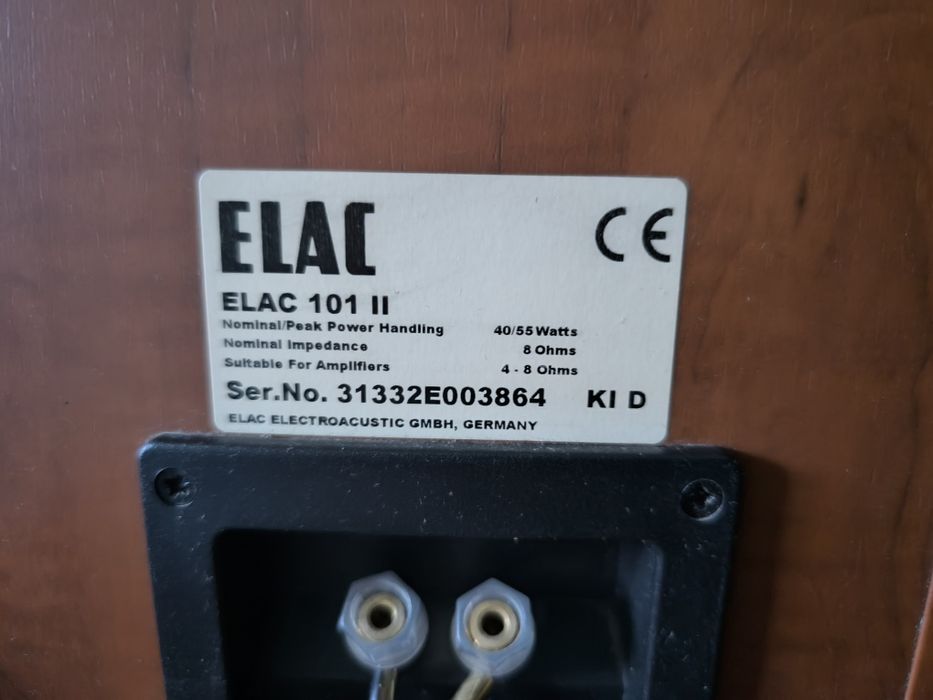 ELAC
CE
ELAC 101 II
Nominal/Peak Power Handling 40/55 Watts
Nominal Impedance 8 Ohms
Suitable For Amplifiers 4 - 8 Ohms
Ser.No. 31332E003864 KI D
ELAC ELECTROACUSTIC GMBH, GERMANY